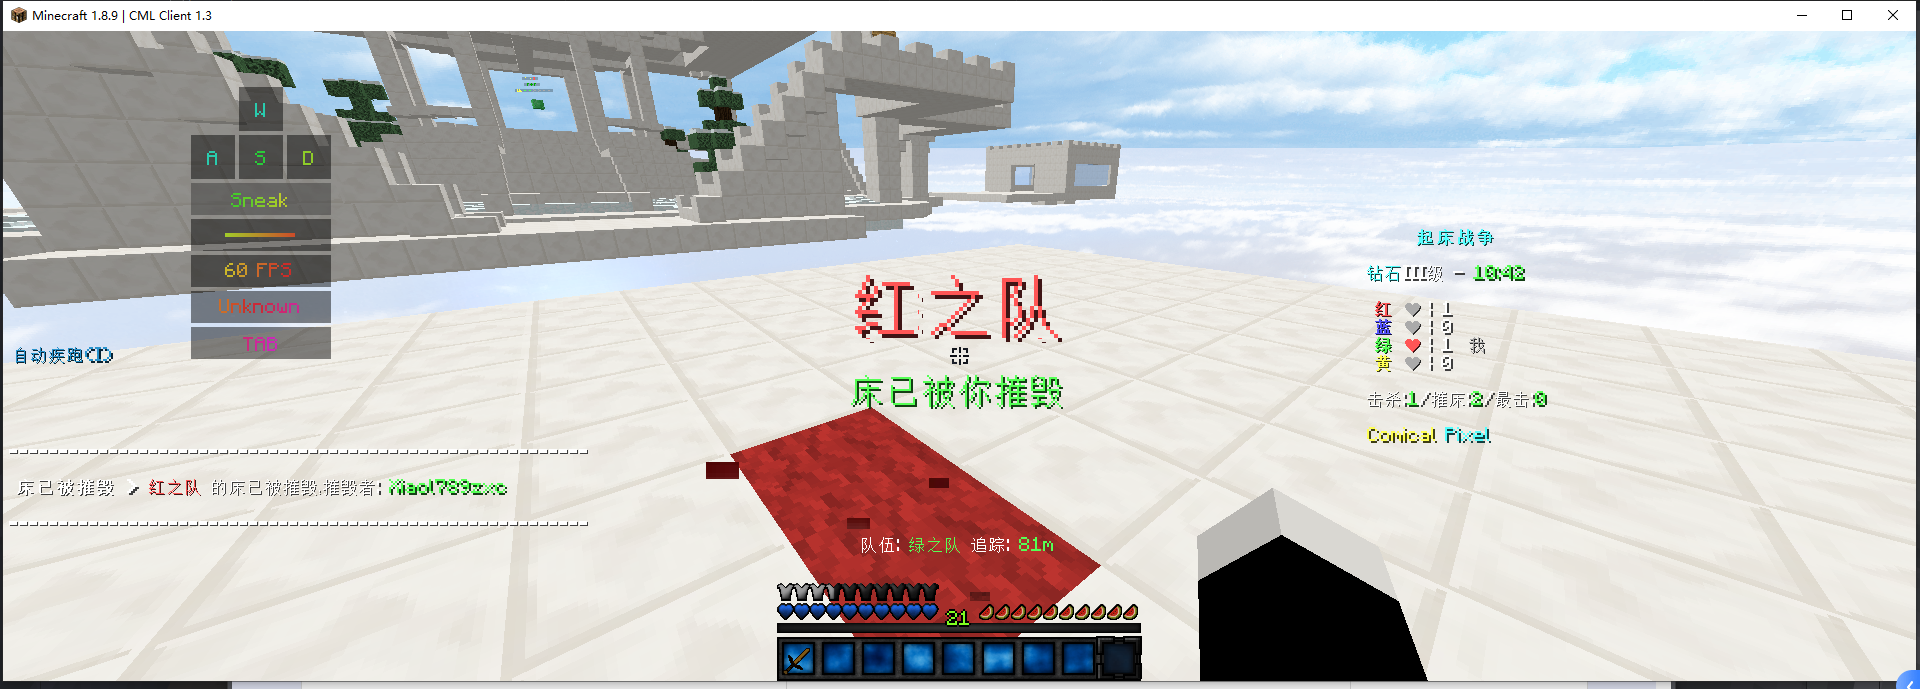 Minecraft 1.8.9 | CML Client 1.3
W
A S D
Sneak
60 FPS
Unknown
TAB
自动疾跑(I)
红之队
床已被你摧毁
起床战争
钻石III级 - 10:42
红 ❤ | 1
蓝 ❤ | 0
绿 ❤ | 1 我
黄 ❤ | 0
击杀:1/摧床:2/最击:0
Comical Pixel
床已被摧毁 > 红之队 的床已被摧毁,摧毁者: Xiaol789zxc
队伍: 绿之队 追踪: 81m
21